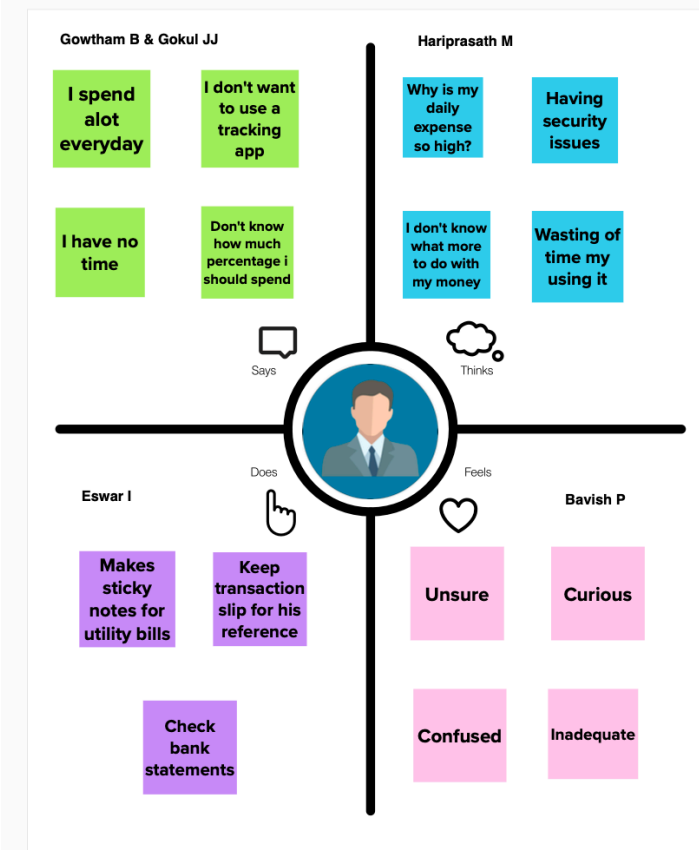 Gowtham B & Gokul JJ
I spend
alot
everyday
I don't want
to use a
tracking
app
I have no
time
Don't know
how much
percentage i
should spend
Says
Hariprasath M
Why is my
daily
expense
so high?
Having
security
issues
I don't know
what more
to do with
my money
Wasting of
time my
using it
Thinks
Does
Eswar I
Makes
sticky
notes for
utility bills
Keep
transaction
slip for his
reference
Check
bank
statements
Feels
Bavish P
Unsure
Curious
Confused
Inadequate